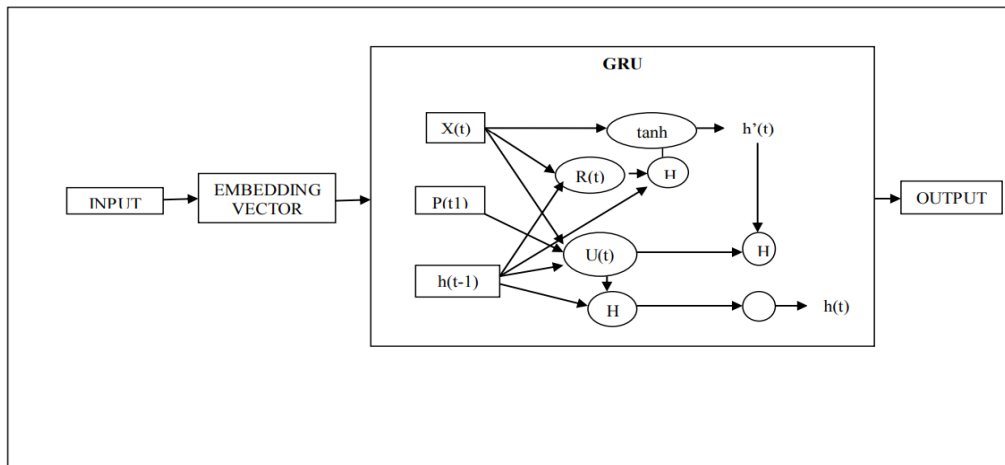 GRU
X(t)
tanh
h’(t)
R(t)
H
INPUT
EMBEDDING
VECTOR
P(t1)
OUTPUT
U(t)
H
h(t-1)
H
h(t)